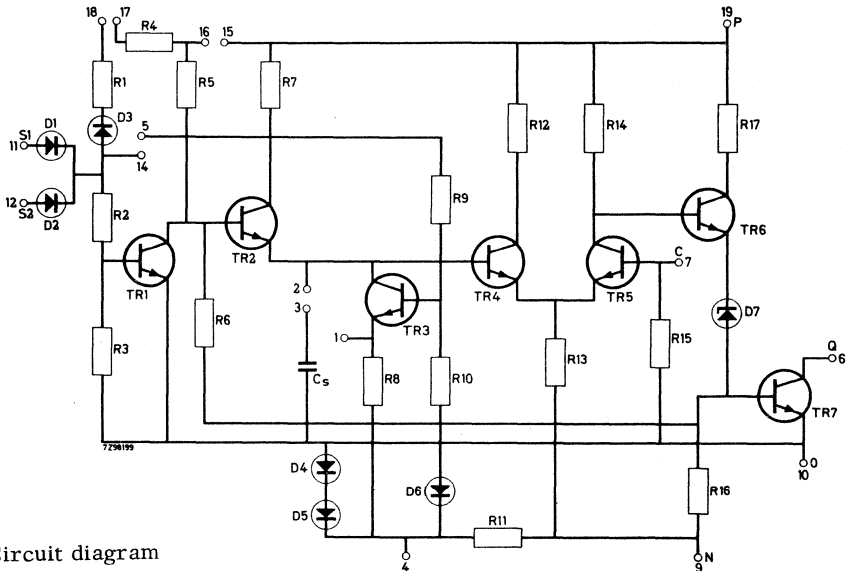 18 17 R4 16 15 19 P
R1 R5 R7 R12 R14 R17
D3 5
S1 D1
11
14
12 D2
S2
R2 R9
TR1 TR2 TR4 TR5 C 7 TR6
2
3
TR3
1
R3 R6 Cs R8 R10 R13 R15 D7
Q
6
TR7
7Z98199
D4 D6 R16 10 0
D5 R11
4 9 N
Circuit diagram